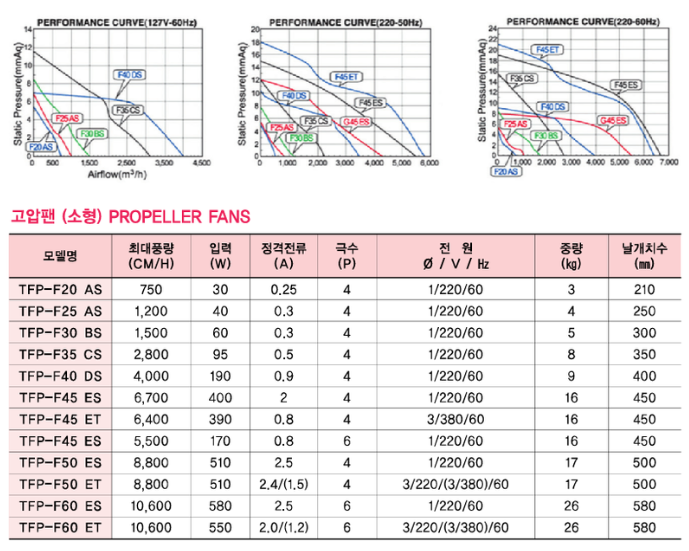 PERFORMANCE CURVE(127V-60Hz)
Static Pressure(mmAq)
14
12
10
8
6
4
2
0
F40 DS
F35 CS
F25 AS
F30 BS
F20 AS
0 500 1,500 2,500 3,500 4,500
Airflow(m³/h)
PERFORMANCE CURVE(220-50Hz)
Static Pressure(mmAq)
20
18
16
14
12
10
8
6
4
2
0
F45 ET
F40 DS
F45 ES
F35 CS
G45 ES
F25 AS
F30 BS
0 1,000 2,000 3,000 4,000 5,000 6,000
PERFORMANCE CURVE(220-60Hz)
Static Pressure(mmAq)
24
22
20
18
16
14
12
10
8
6
4
2
0
F45 ET
F35 CS
F45 ES
F40 DS
F25 AS
G45 ES
F30 BS
F20 AS
0 1,000 2,000 3,000 4,000 5,000 6,000 7,000
고압팬 (소형) PROPELLER FANS
모델명 최대풍량 (CM/H) 입력 (W) 정격전류 (A) 극수 (P) 전 원 Ø / V / Hz 중량 (kg) 날개치수 (mm)
TFP-F20 AS 750 30 0.25 4 1/220/60 3 210
TFP-F25 AS 1,200 40 0.3 4 1/220/60 4 250
TFP-F30 BS 1,500 60 0.3 4 1/220/60 5 300
TFP-F35 CS 2,800 95 0.5 4 1/220/60 8 350
TFP-F40 DS 4,000 190 0.9 4 1/220/60 9 400
TFP-F45 ES 6,700 400 2 4 1/220/60 16 450
TFP-F45 ET 6,400 390 0.8 4 3/380/60 16 450
TFP-F45 ES 5,500 170 0.8 6 1/220/60 16 450
TFP-F50 ES 8,800 510 2.5 4 1/220/60 17 500
TFP-F50 ET 8,800 510 2.4/(1.5) 4 3/220/(3/380)/60 17 500
TFP-F60 ES 10,600 580 2.5 6 1/220/60 26 580
TFP-F60 ET 10,600 550 2.0/(1.2) 6 3/220/(3/380)/60 26 580